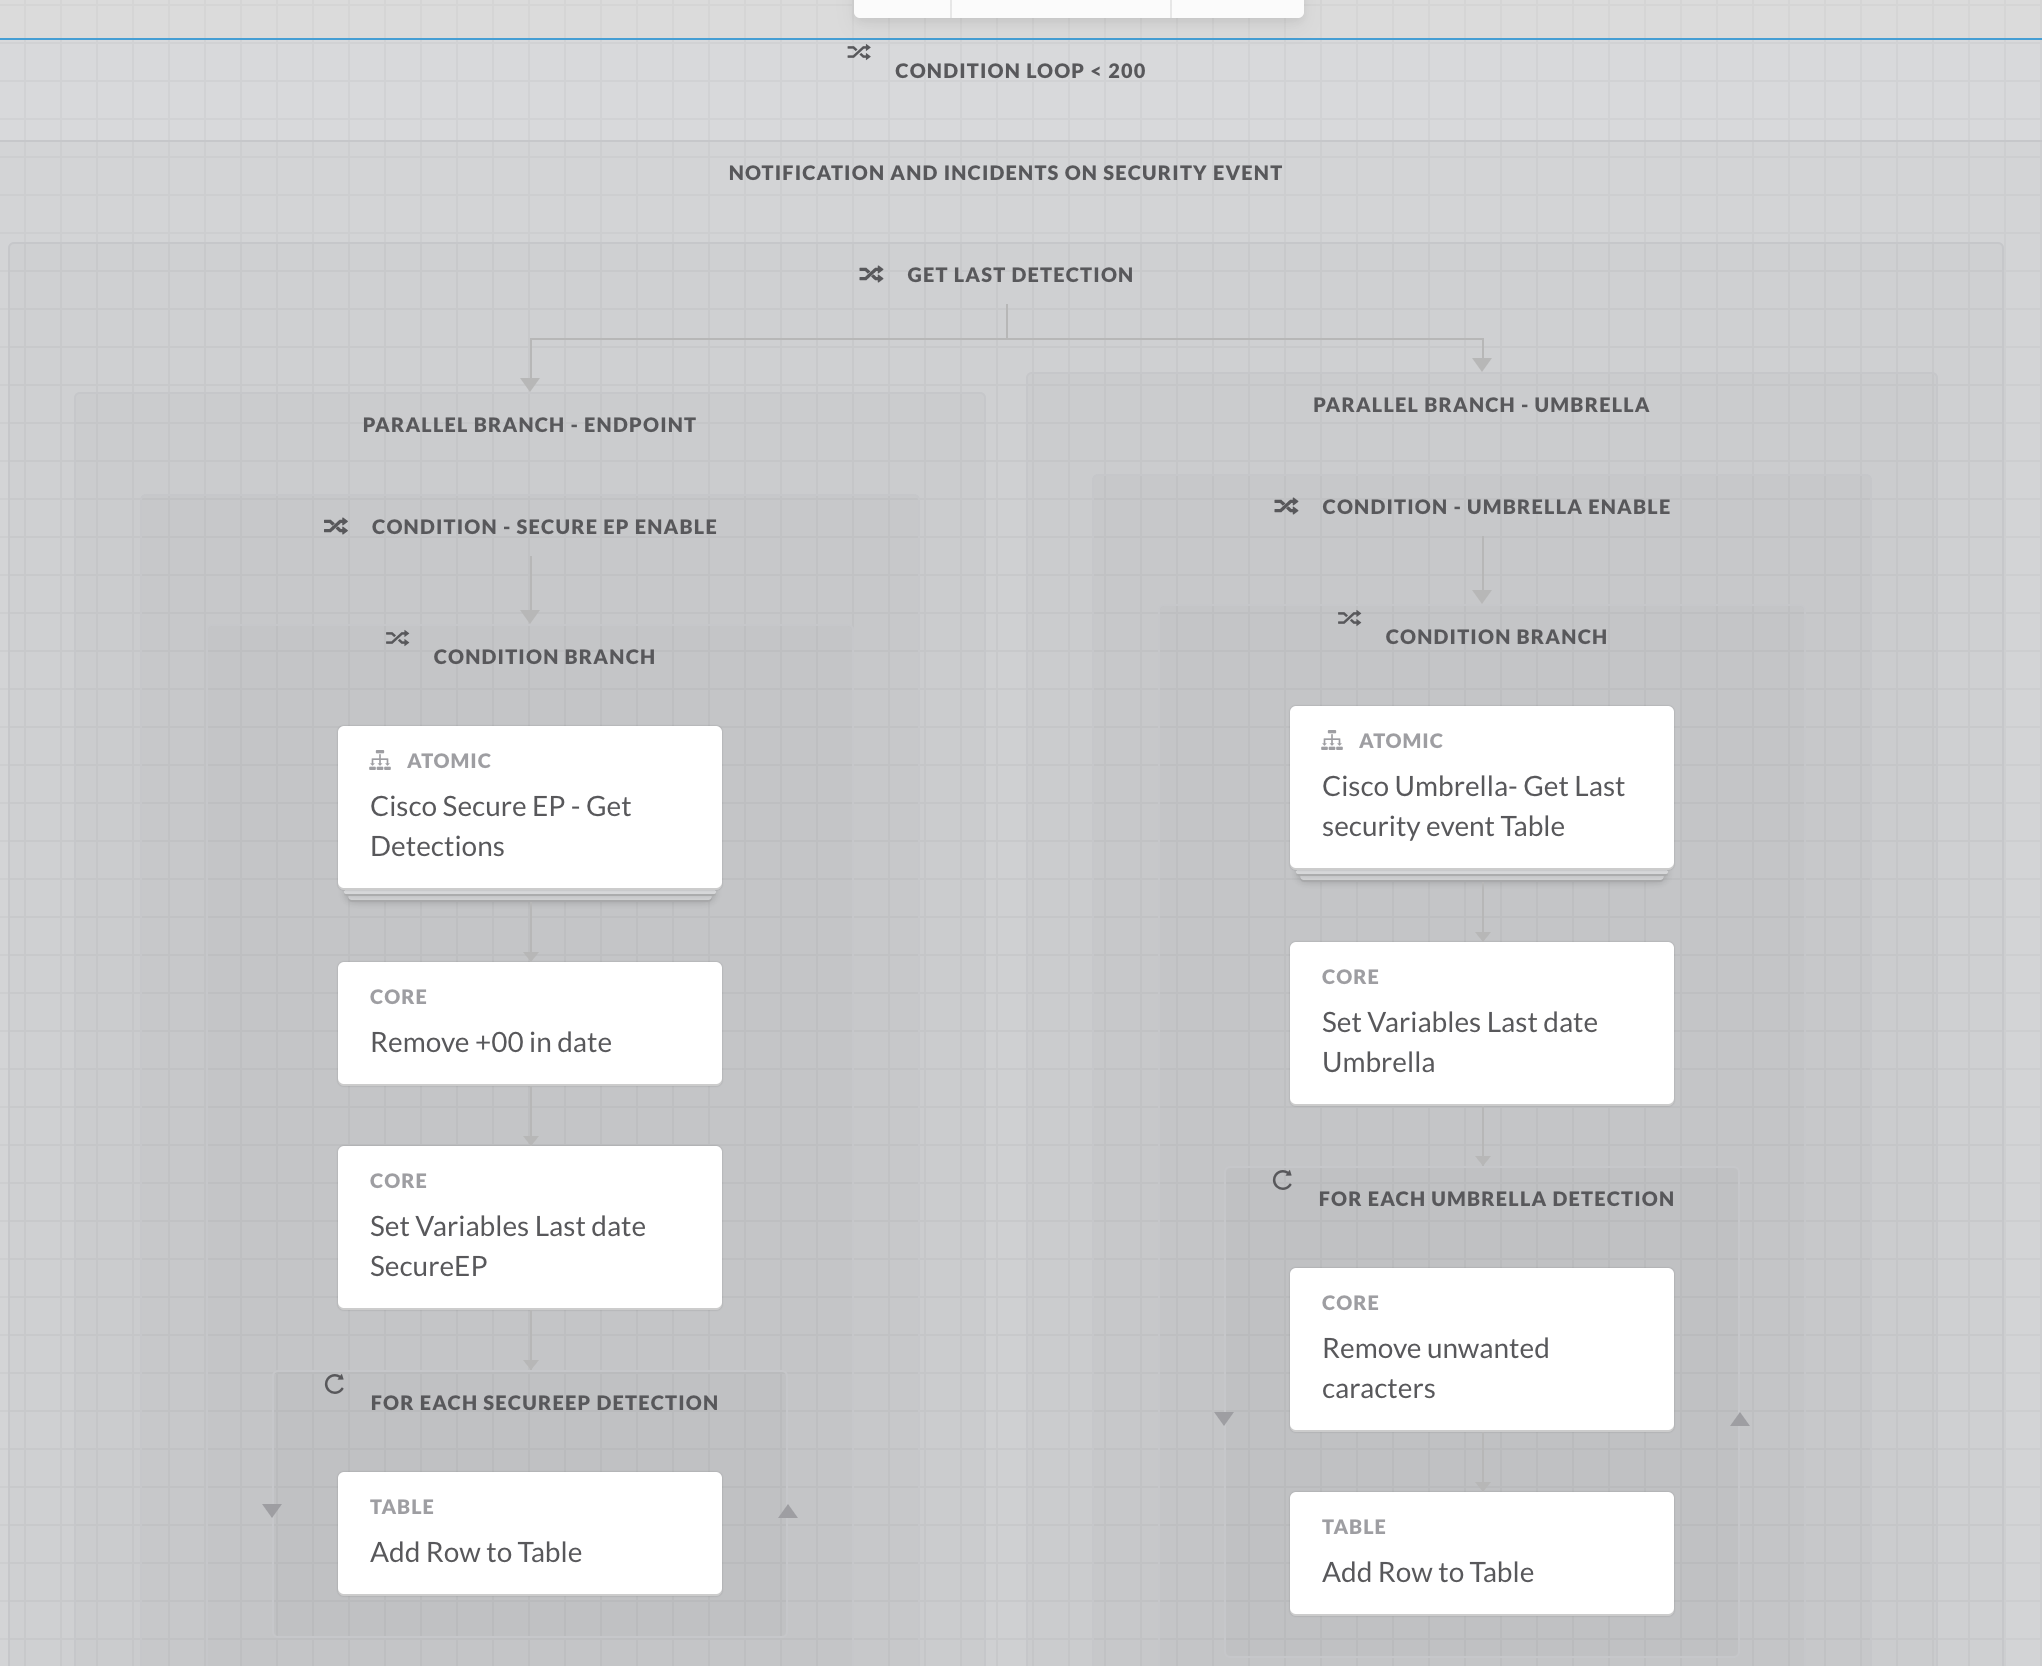 CONDITION LOOP < 200
NOTIFICATION AND INCIDENTS ON SECURITY EVENT
GET LAST DETECTION
PARALLEL BRANCH - ENDPOINT
CONDITION - SECURE EP ENABLE
CONDITION BRANCH
ATOMIC
Cisco Secure EP - Get
Detections
CORE
Remove +00 in date
CORE
Set Variables Last date
SecureEP
FOR EACH SECUREEP DETECTION
TABLE
Add Row to Table
PARALLEL BRANCH - UMBRELLA
CONDITION - UMBRELLA ENABLE
CONDITION BRANCH
ATOMIC
Cisco Umbrella- Get Last
security event Table
CORE
Set Variables Last date
Umbrella
FOR EACH UMBRELLA DETECTION
CORE
Remove unwanted
caracters
TABLE
Add Row to Table